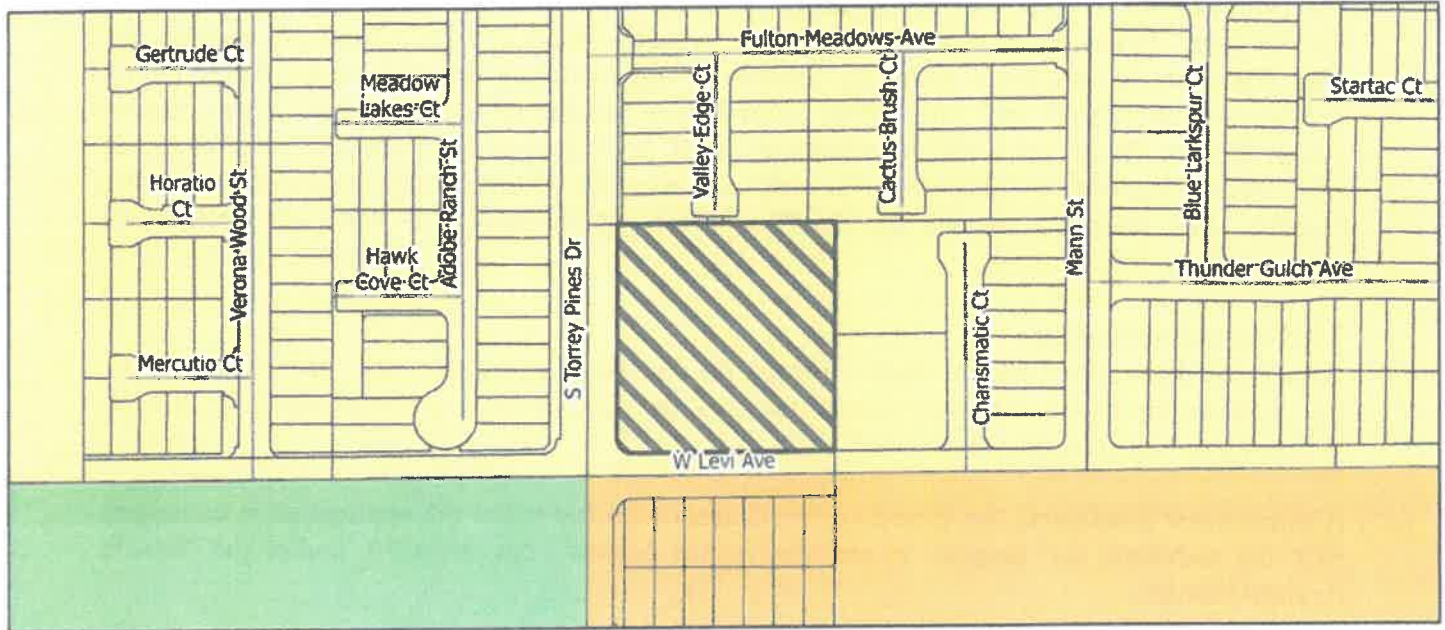 Gertrude Ct
Meadow
Lakes Ct
Horatio
Ct
Verona Wood St
Adobe Ranch St
Hawk
Cove Ct
Mercutio Ct
S Torrey Pines Dr
Fulton Meadows Ave
Valley Edge Ct
Cactus Brush Ct
Mann St
Blue Larkspur Ct
Startac Ct
Thunder Gulch Ave
Charismatic Ct
W Levi Ave